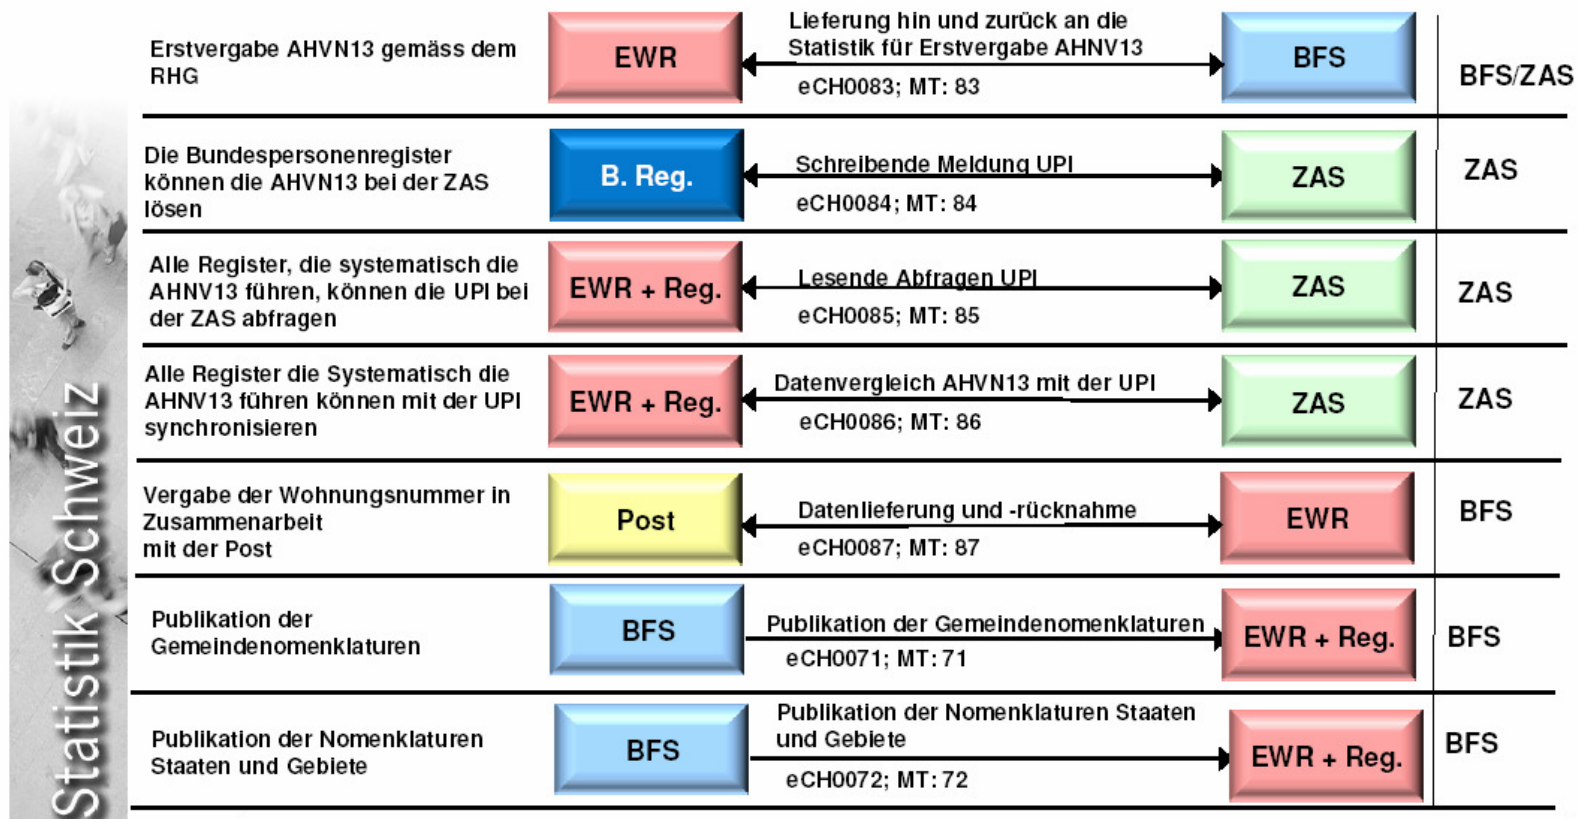 Erstvergabe AHVN13 gemäss dem
RHG
EWR
Lieferung hin und zurück an die
Statistik für Erstvergabe AHNV13
eCH0083; MT: 83
BFS
BFS/ZAS
Die Bundespersonenregister
können die AHVN13 bei der ZAS
lösen
B. Reg.
Schreibende Meldung UPI
eCH0084; MT: 84
ZAS
ZAS
Alle Register, die systematisch die
AHNV13 führen, können die UPI bei
der ZAS abfragen
EWR + Reg.
Lesende Abfragen UPI
eCH0085; MT: 85
ZAS
ZAS
Alle Register die Systematisch die
AHNV13 führen können mit der UPI
synchronisieren
EWR + Reg.
Datenvergleich AHVN13 mit der UPI
eCH0086; MT: 86
ZAS
ZAS
Vergabe der Wohnungsnummer in
Zusammenarbeit
mit der Post
Post
Datenlieferung und -rücknahme
eCH0087; MT: 87
EWR
BFS
Publikation der
Gemeindenomenklaturen
BFS
Publikation der Gemeindenomenklaturen
eCH0071; MT: 71
EWR + Reg.
BFS
Publikation der Nomenklaturen
Staaten und Gebiete
BFS
Publikation der Nomenklaturen Staaten
und Gebiete
eCH0072; MT: 72
EWR + Reg.
BFS
Statistik Schweiz